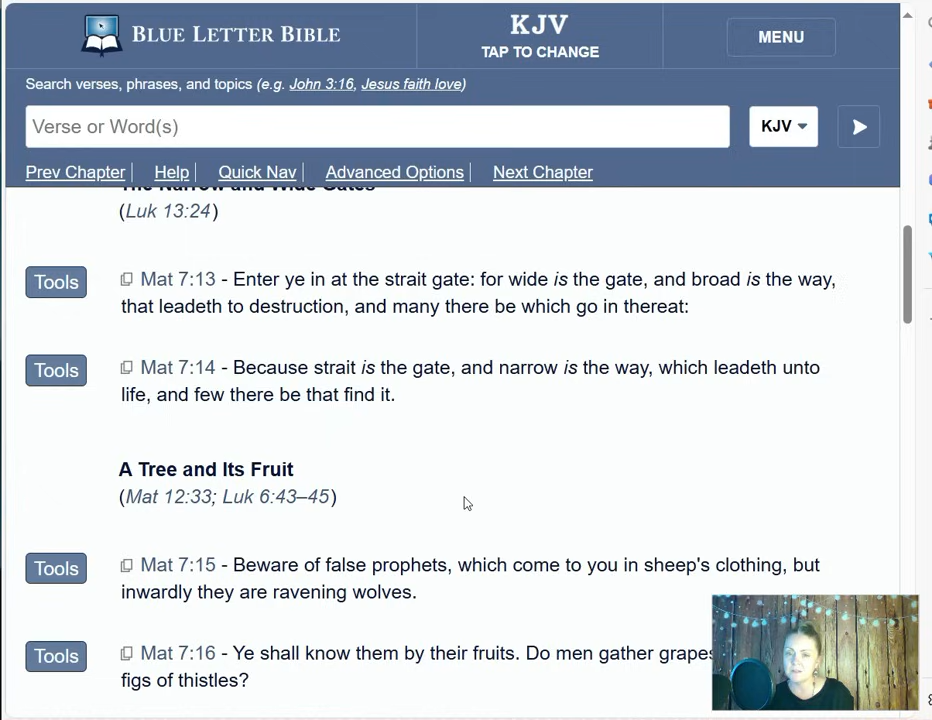 BLUE LETTER BIBLE
KJV
TAP TO CHANGE
MENU
Search verses, phrases, and topics (e.g. John 3:16, Jesus faith love)
Verse or Word(s)
KJV
Prev Chapter
Help
Quick Nav
Advanced Options
Next Chapter
The Narrow and Wide Gates
(Luk 13:24)
Tools
Mat 7:13 - Enter ye in at the strait gate: for wide is the gate, and broad is the way,
that leadeth to destruction, and many there be which go in thereat:
Tools
Mat 7:14 - Because strait is the gate, and narrow is the way, which leadeth unto
life, and few there be that find it.
A Tree and Its Fruit
(Mat 12:33; Luk 6:43–45)
Tools
Mat 7:15 - Beware of false prophets, which come to you in sheep's clothing, but
inwardly they are ravening wolves.
Tools
Mat 7:16 - Ye shall know them by their fruits. Do men gather grapes
figs of thistles?